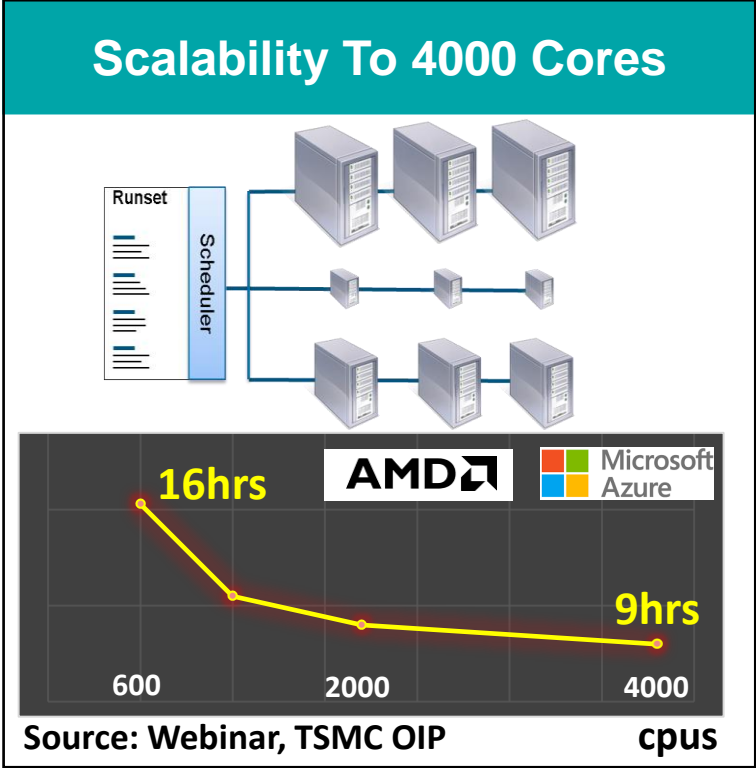 Scalability To 4000 Cores
Runset
Scheduler
16hrs
AMD
Microsoft
Azure
9hrs
600
2000
4000
Source: Webinar, TSMC OIP
cpus